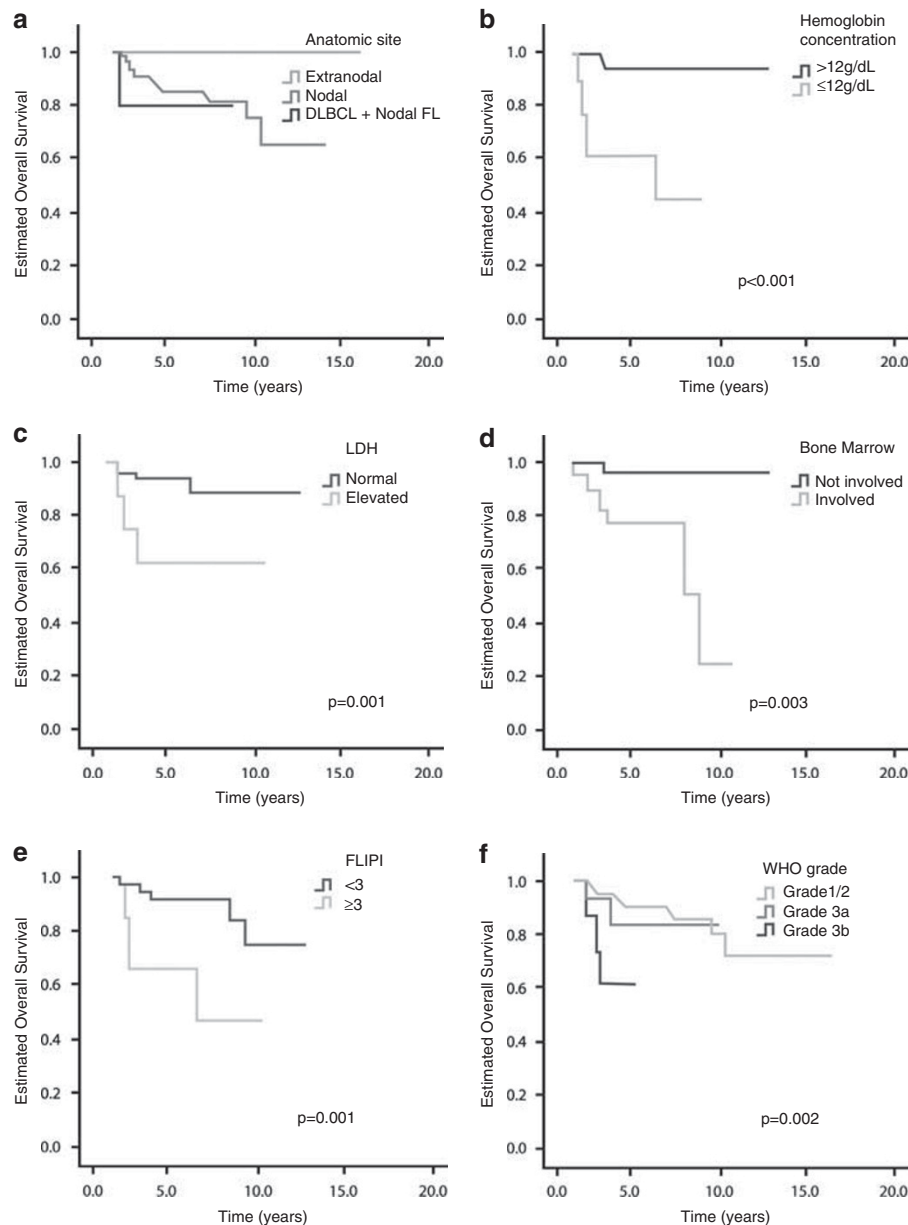 a
Anatomic site
Extranodal
Nodal
DLBCL + Nodal FL
Estimated Overall Survival
1.0
0.8
0.6
0.4
0.2
0.0
0.0 5.0 10.0 15.0 20.0
Time (years)
b
Hemoglobin
concentration
>12g/dL
≤12g/dL
Estimated Overall Survival
1.0
0.8
0.6
0.4
0.2
0.0
p<0.001
0.0 5.0 10.0 15.0 20.0
Time (years)
c
LDH
Normal
Elevated
Estimated Overall Survival
1.0
0.8
0.6
0.4
0.2
0.0
p=0.001
0.0 5.0 10.0 15.0 20.0
Time (years)
d
Bone Marrow
Not involved
Involved
Estimated Overall Survival
1.0
0.8
0.6
0.4
0.2
0.0
p=0.003
0.0 5.0 10.0 15.0 20.0
Time (years)
e
FLIPI
<3
≥3
Estimated Overall Survival
1.0
0.8
0.6
0.4
0.2
0.0
p=0.001
0.0 5.0 10.0 15.0 20.0
Time (years)
f
WHO grade
Grade1/2
Grade 3a
Grade 3b
Estimated Overall Survival
1.0
0.8
0.6
0.4
0.2
0.0
p=0.002
0.0 5.0 10.0 15.0 20.0
Time (years)